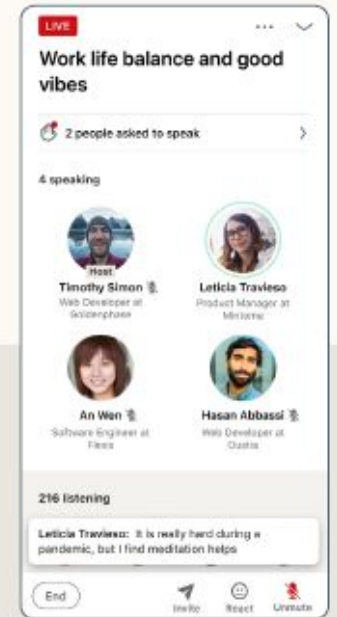 LIVE
Work life balance and good
vibes
2 people asked to speak
4 speaking
Host
Timothy Simon
Web Developer at
Goldenphase
Leticia Travieso
Product Manager at
An Wen
Software Engineer at
Flexis
Hasan Abbassi
Web Developer at
216 listening
Leticia Travieso: It is really hard during a
pandemic, but I find meditation helps
End
Invite
React
Unmute